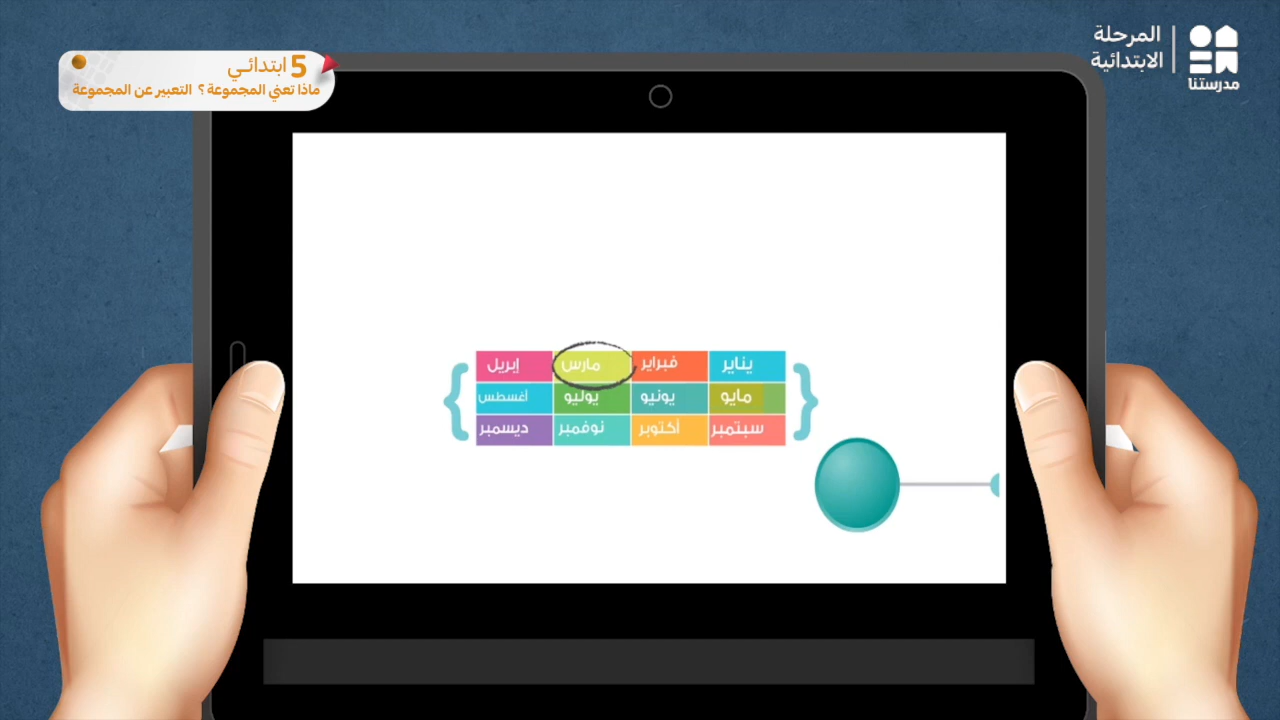 المرحلة
الابتدائية
مدرستنا
5 ابتدائي
ماذا تعني المجموعة ؟ التعبير عن المجموعة
يناير فبراير مارس إبريل
مايو يونيو يوليو أغسطس
سبتمبر أكتوبر نوفمبر ديسمبر